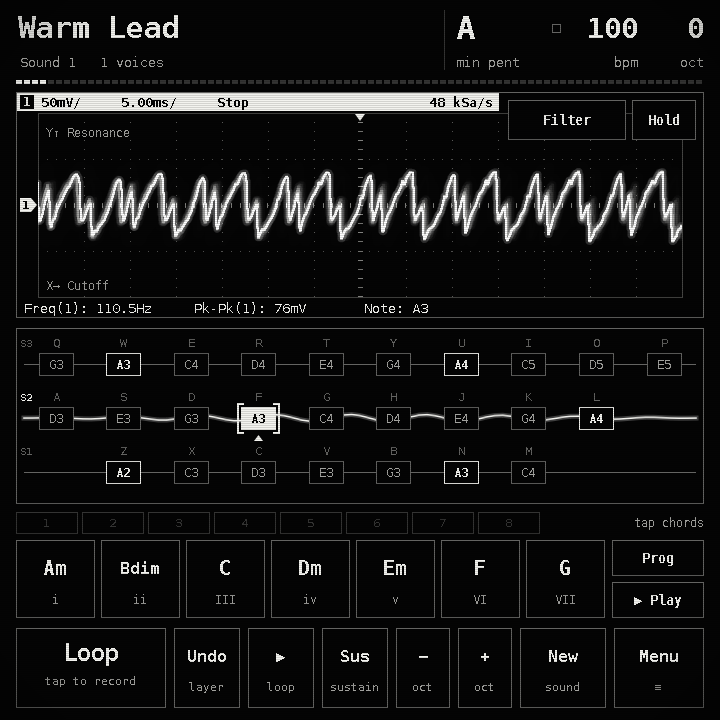 Warm Lead A 100 0
Sound 1 1 voices min pent bpm oct
1 50mV/ 5.00ms/ Stop 48 kSa/s
Filter Hold
Y↑ Resonance
1
X→ Cutoff
Freq(1): 110.5Hz Pk-Pk(1): 76mV Note: A3
S3 Q W E R T Y U I O P
G3 A3 C4 D4 E4 G4 A4 C5 D5 E5
S2 A S D F G H J K L
D3 E3 G3 A3 C4 D4 E4 G4 A4
S1 Z X C V B N M
A2 C3 D3 E3 G3 A3 C4
1 2 3 4 5 6 7 8 tap chords
Am Bdim C Dm Em F G Prog
i ii III iv v VI VII ▶ Play
Loop Undo ▶ Sus − + New Menu
tap to record layer loop sustain oct oct sound ≡